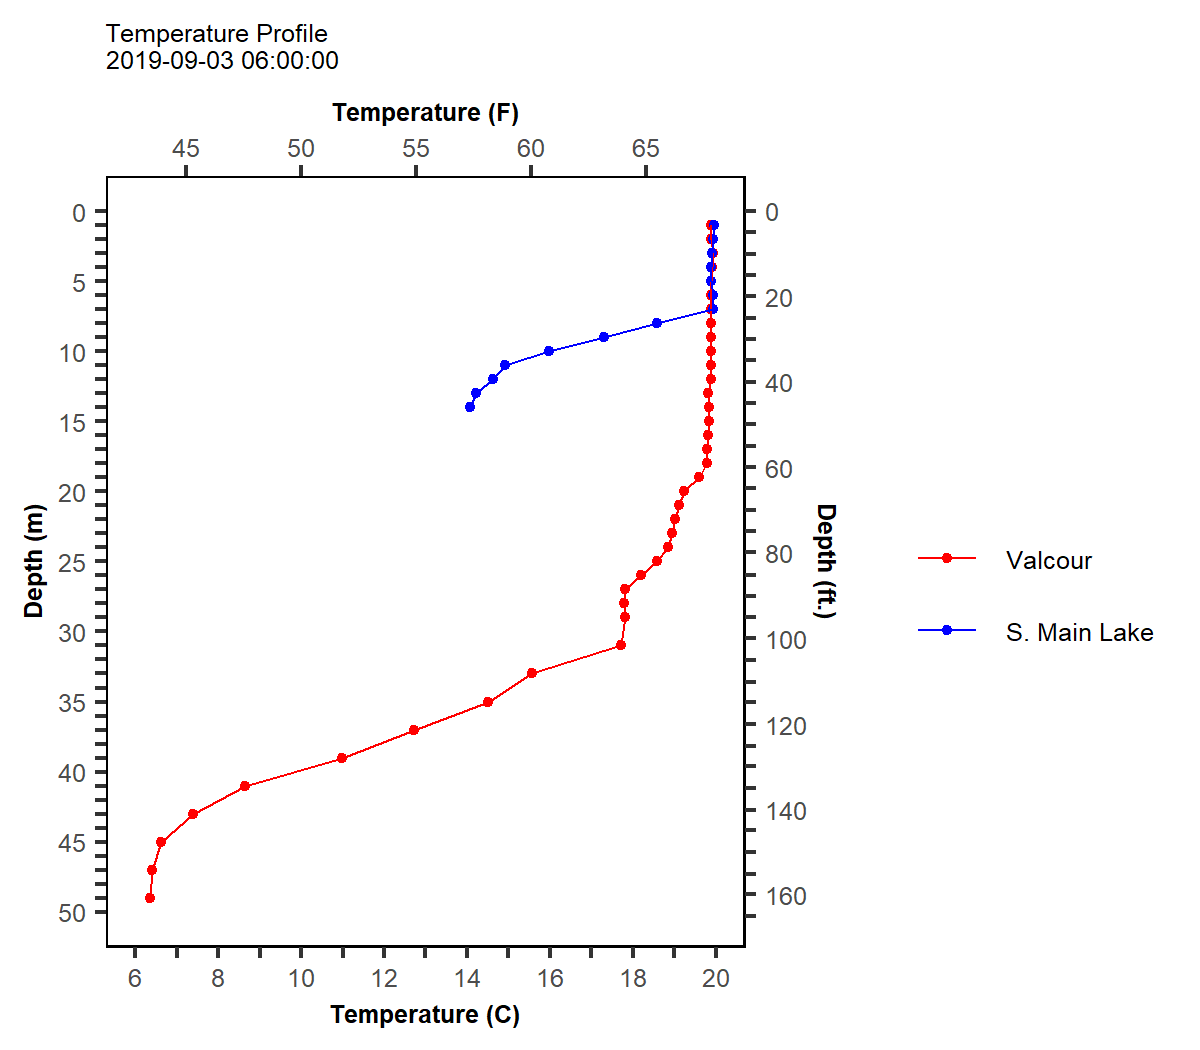 Temperature Profile
2019-09-03 06:00:00
Temperature (F)
45 50 55 60 65
0
5
10
15
20
25
30
35
40
45
50
Depth (m)
0
20
40
60
80
100
120
140
160
Depth (ft.)
Valcour
S. Main Lake
6 8 10 12 14 16 18 20
Temperature (C)